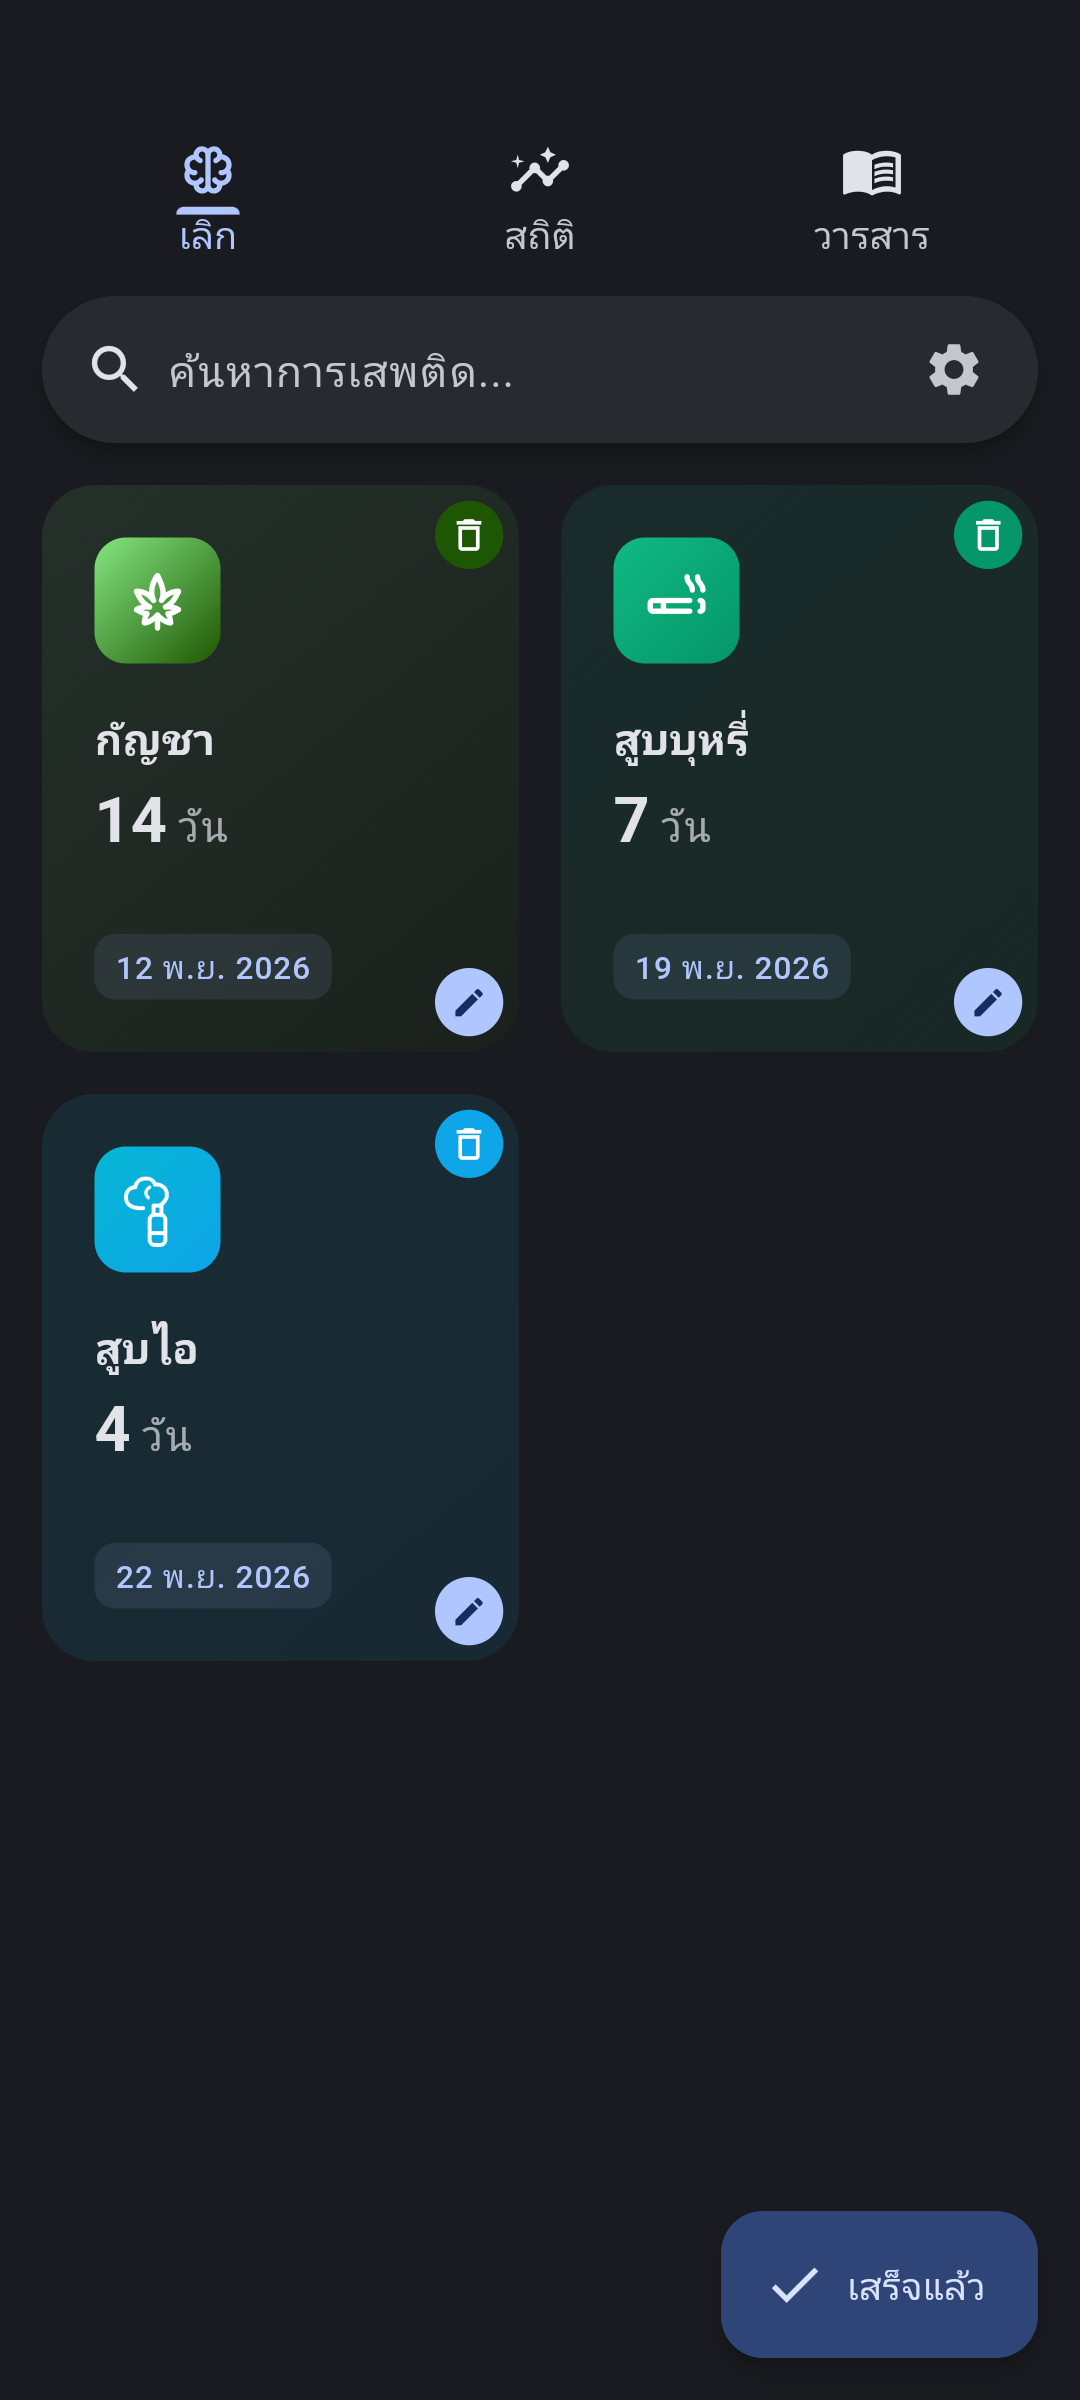 เลิก
สถิติ
วารสาร
ค้นหาการเสพติด...
กัญชา
14 วัน
12 พ.ย. 2026
สูบบุหรี่
7 วัน
19 พ.ย. 2026
สูบไอ
4 วัน
22 พ.ย. 2026
เสร็จแล้ว